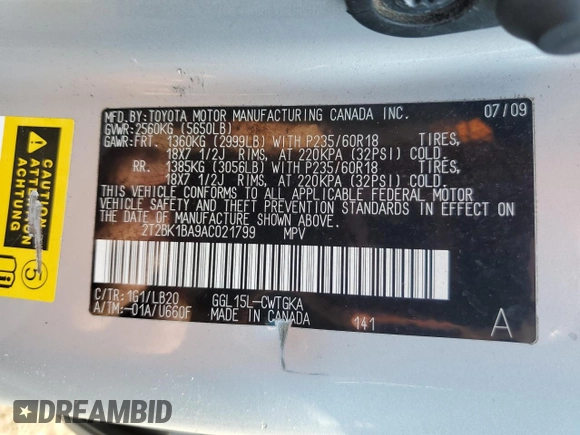 MFD.BY:TOYOTA MOTOR MANUFACTURING CANADA INC. 07/09
GVWR:2560KG (5650LB)
GAWR:FRT. 1360KG (2999LB) WITH P235/60R18 TIRES,
18X7 1/2J RIMS, AT 220KPA (32PSI) COLD.
RR. 1385KG (3056LB) WITH P235/60R18 TIRES,
18X7 1/2J RIMS, AT 220KPA (32PSI) COLD.
THIS VEHICLE CONFORMS TO ALL APPLICABLE FEDERAL MOTOR
VEHICLE SAFETY AND THEFT PREVENTION STANDARDS IN EFFECT
ON THE DATE OF MANUFACTURE SHOWN ABOVE.
2T2BK1BA9AC021799 MPV
C/TR:1G1/LB20 GGL15L-CWTGKA
A/TM:-01A/U660F MADE IN CANADA 141 A
CAUTION
ATTENTION
ACHTUNG
5
DREAMBID